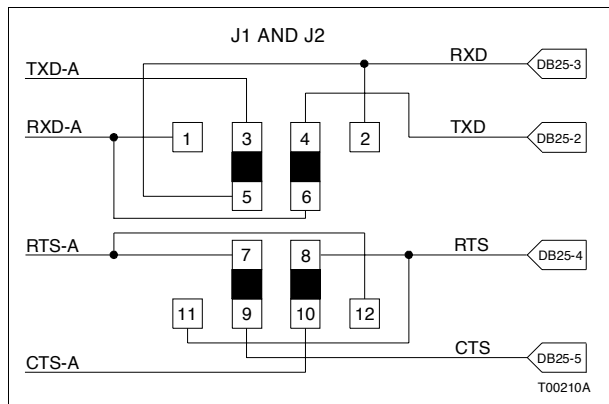 J1 AND J2
TXD-A
RXD
DB25-3
RXD-A
1
3
4
2
TXD
DB25-2
5
6
RTS-A
7
8
RTS
DB25-4
11
9
10
12
CTS
DB25-5
CTS-A
T00210A